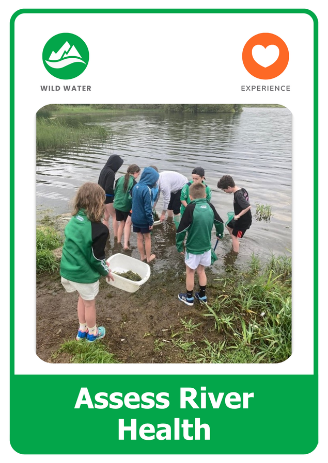 WILD WATER
EXPERIENCE
Assess River
Health